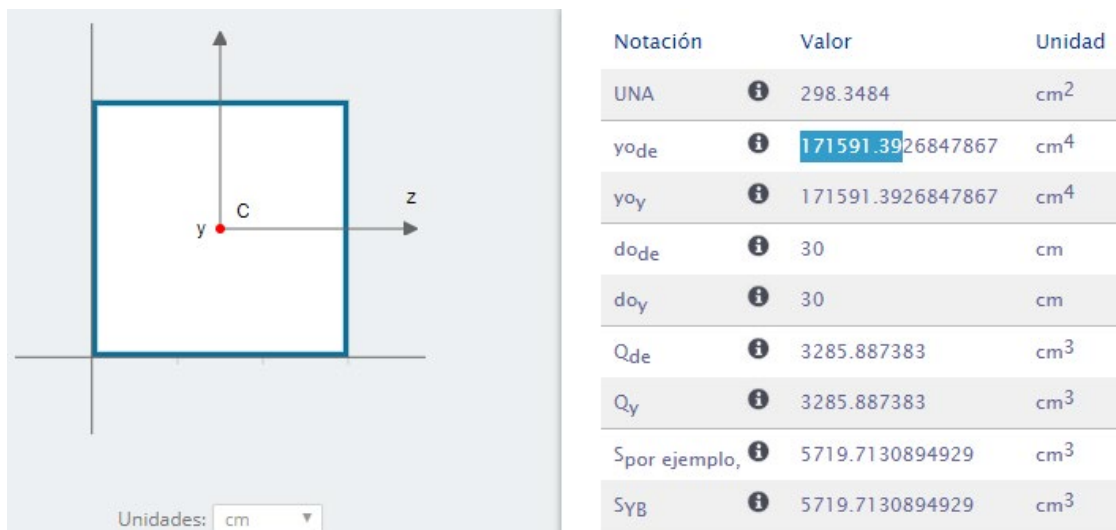 z
C
y
Unidades: cm
Notación Valor Unidad
UNA 298.3484 cm2
yode 171591.3926847867 cm4
yoy 171591.3926847867 cm4
dode 30 cm
doy 30 cm
Qde 3285.887383 cm3
Qy 3285.887383 cm3
Spor ejemplo, 5719.7130894929 cm3
SYB 5719.7130894929 cm3